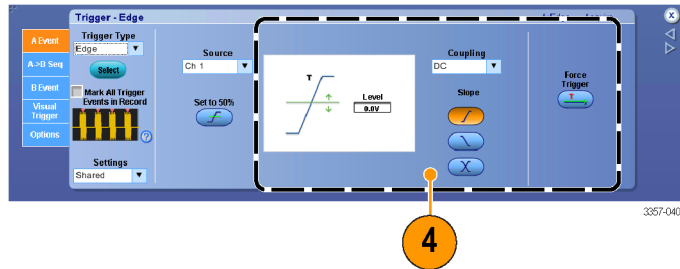 Trigger - Edge
A Event
A->B Seq
B Event
Visual
Trigger
Options
Trigger Type
Edge
Select
Mark All Trigger
Events in Record
Settings
Shared
Source
Ch 1
Set to 50%
T
Level
0.0V
Coupling
DC
Slope
Force
Trigger
T
X
4
3357-040